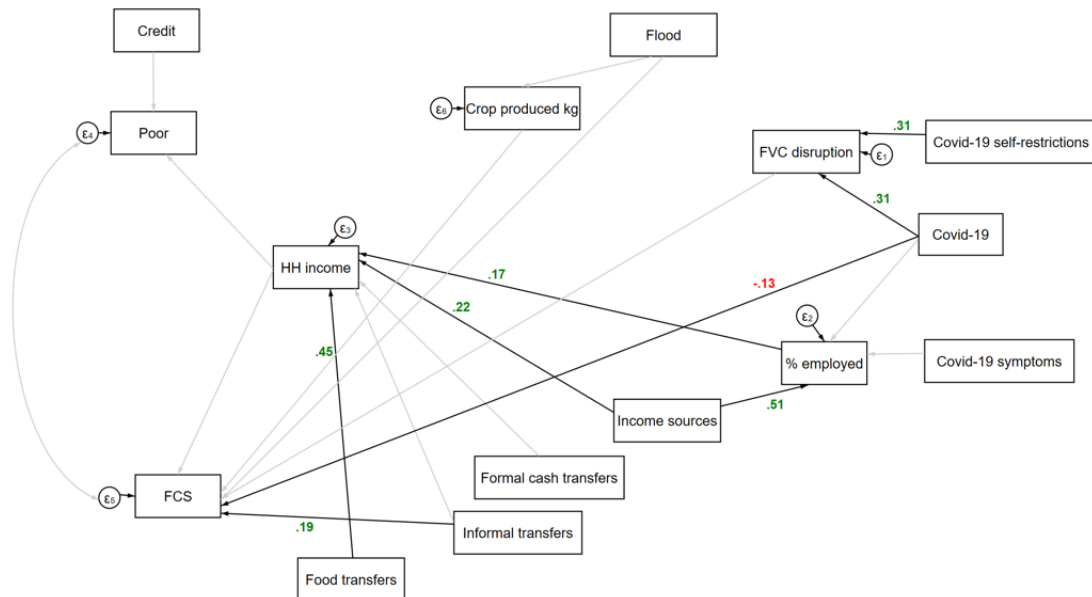 Credit
Flood
ε₄
Poor
ε₆
Crop produced kg
.31
Covid-19 self-restrictions
FVC disruption
ε₁
.31
Covid-19
ε₃
HH income
.17
-.13
.22
ε₂
.45
% employed
Covid-19 symptoms
.51
Income sources
Formal cash transfers
ε₅
FCS
.19
Informal transfers
Food transfers